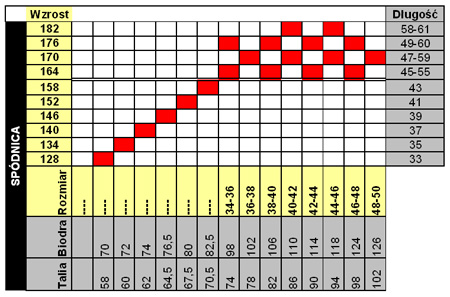 Wzrost Długość
182 58-61
176 49-60
170 47-59
164 45-55
158 43
152 41
146 39
140 37
134 35
128 33
SPÓDNICA
Rozmiar ---- ---- ---- ---- ---- ---- ---- 34-36 36-38 38-40 40-42 42-44 44-46 46-48 48-50
Biodra 70 72 74 76.5 80 82.5 98 102 106 110 114 118 124 126
Talia 58 60 62 64,5 67,5 70,5 74 78 82 86 90 94 98 102